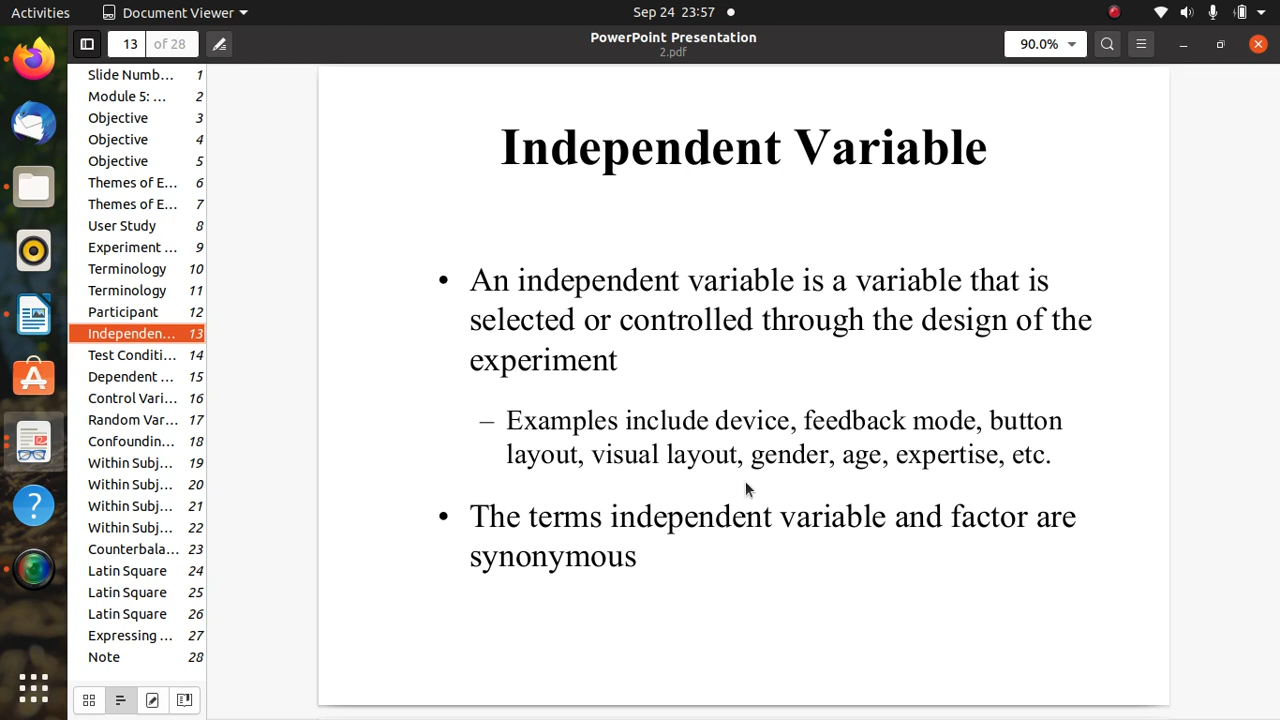 Activities
Document Viewer
Sep 24 23:57
13 of 28
PowerPoint Presentation
2.pdf
90.0%
Slide Numb... 1
Module 5: ... 2
Objective 3
Objective 4
Objective 5
Themes of E... 6
Themes of E... 7
User Study 8
Experiment ... 9
Terminology 10
Terminology 11
Participant 12
Independen... 13
Test Conditi... 14
Dependent ... 15
Control Vari... 16
Random Var... 17
Confoundin... 18
Within Subj... 19
Within Subj... 20
Within Subj... 21
Within Subj... 22
Counterbala... 23
Latin Square 24
Latin Square 25
Latin Square 26
Expressing ... 27
Note 28
Independent Variable
• An independent variable is a variable that is
selected or controlled through the design of the
experiment
– Examples include device, feedback mode, button
layout, visual layout, gender, age, expertise, etc.
• The terms independent variable and factor are
synonymous